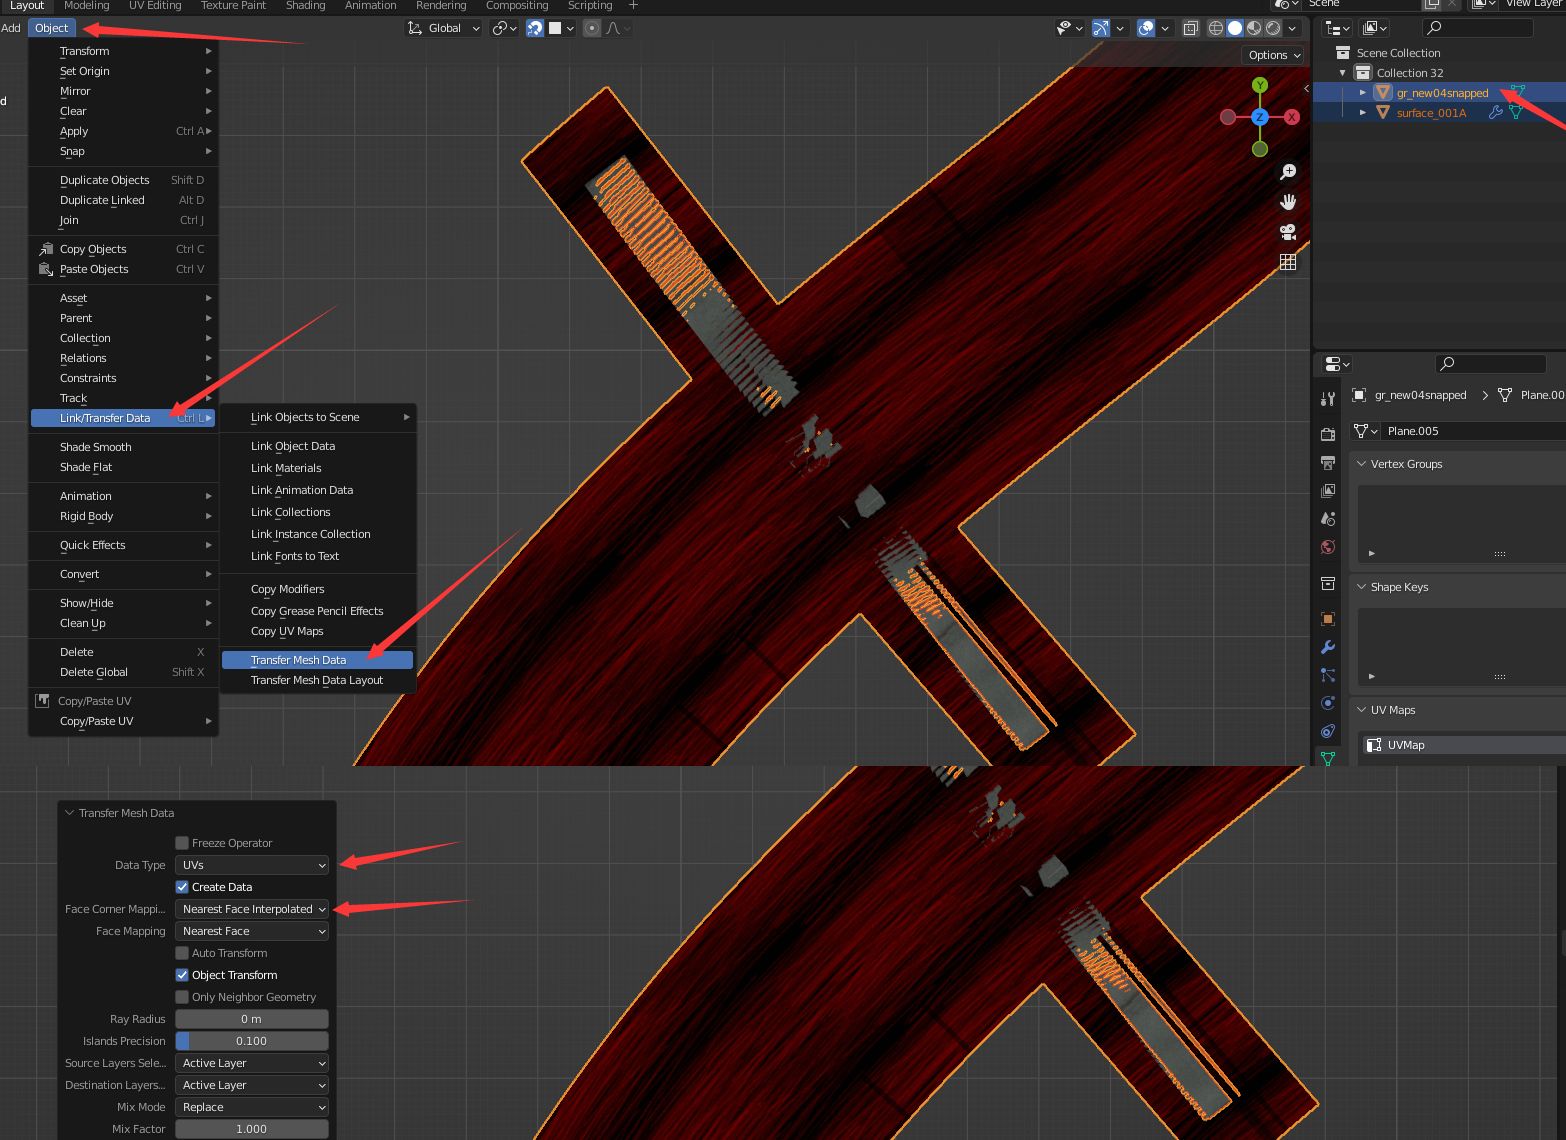 Layout Modeling UV Editing Texture Paint Shading Animation Rendering Compositing Scripting +
Scene
View Layer
Add Object
Global
Options
d
Transform
Set Origin
Mirror
Clear
Apply Ctrl A
Snap
Duplicate Objects Shift D
Duplicate Linked Alt D
Join Ctrl J
Copy Objects Ctrl C
Paste Objects Ctrl V
Asset
Parent
Collection
Relations
Constraints
Track
Link/Transfer Data Ctrl L
Shade Smooth
Shade Flat
Animation
Rigid Body
Quick Effects
Convert
Show/Hide
Clean Up
Delete X
Delete Global Shift X
Copy/Paste UV
Copy/Paste UV
Link Objects to Scene
Link Object Data
Link Materials
Link Animation Data
Link Collections
Link Instance Collection
Link Fonts to Text
Copy Modifiers
Copy Grease Pencil Effects
Copy UV Maps
Transfer Mesh Data
Transfer Mesh Data Layout
Y
Z
X
Scene Collection
Collection 32
gr_new04snapped
surface_001A
gr_new04snapped > Plane.00
Plane.005
Vertex Groups
Shape Keys
UV Maps
UVMap
Transfer Mesh Data
Freeze Operator
Data Type UVs
Create Data
Face Corner Mappi... Nearest Face Interpolated
Face Mapping Nearest Face
Auto Transform
Object Transform
Only Neighbor Geometry
Ray Radius 0 m
Islands Precision 0.100
Source Layers Sele... Active Layer
Destination Layers... Active Layer
Mix Mode Replace
Mix Factor 1.000